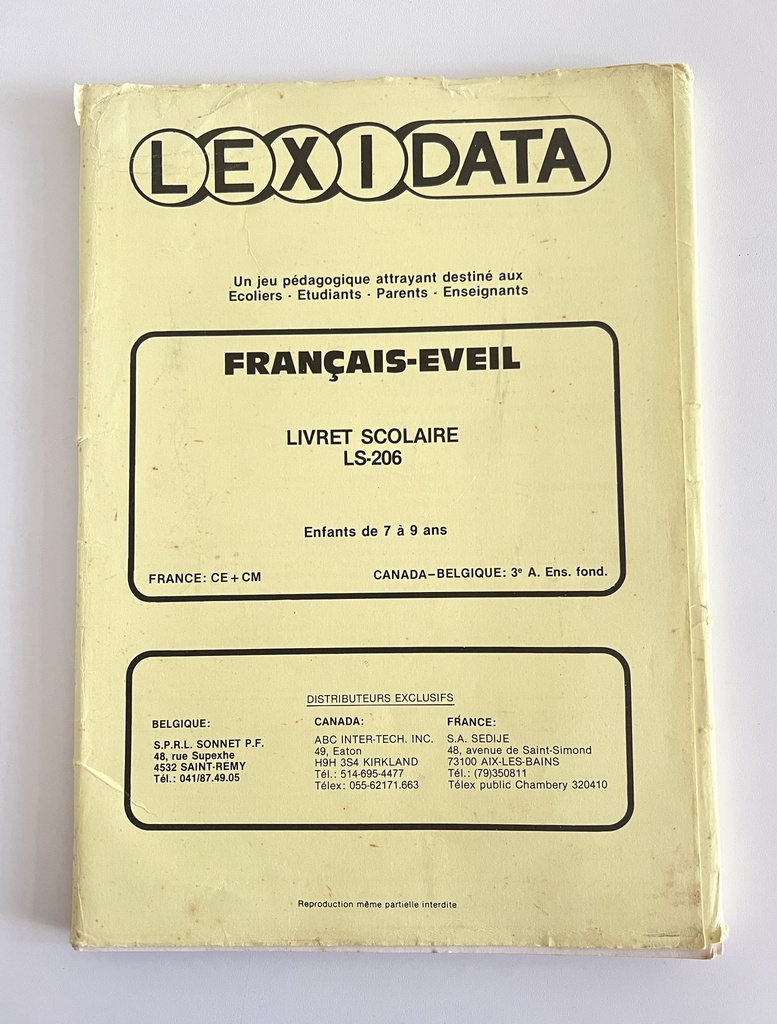 LEXIDATA
Un jeu pédagogique attrayant destiné aux
Ecoliers - Etudiants - Parents - Enseignants
FRANÇAIS-EVEIL
LIVRET SCOLAIRE
LS-206
Enfants de 7 à 9 ans
FRANCE: CE+CM
CANADA-BELGIQUE: 3e A. Ens. fond.
DISTRIBUTEURS EXCLUSIFS
BELGIQUE:
S.P.R.L. SONNET P.F.
48, rue Supexhe
4532 SAINT-REMY
Tél.: 041/87.49.05
CANADA:
ABC INTER-TECH. INC.
49, Eaton
H9H 3S4 KIRKLAND
Tél.: 514-695-4477
Télex: 055-62171.663
FRANCE:
S.A. SEDIJE
48, avenue de Saint-Simond
73100 AIX-LES-BAINS
Tél.: (79)350811
Télex public Chambery 320410
Reproduction même partielle interdite